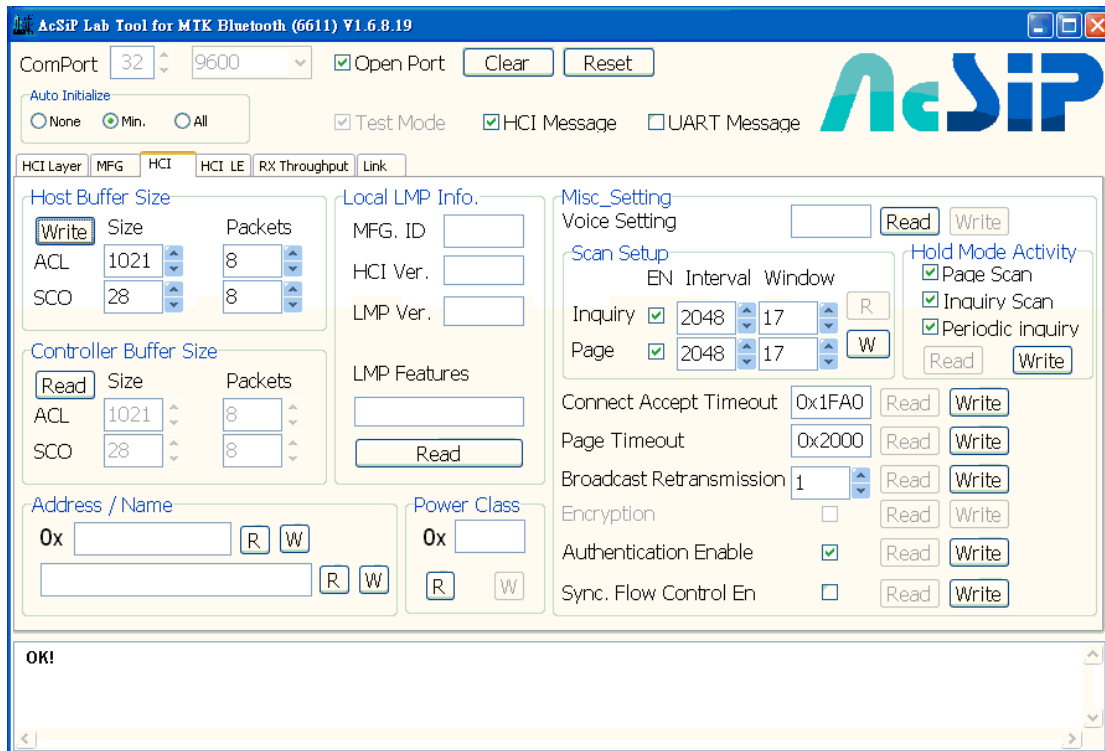 AcSiP Lab Tool for MTK Bluetooth (6611) V1.6.8.19
ComPort 32 9600 Open Port Clear Reset
AcSiP
Auto Initialize
None Min. All Test Mode HCI Message UART Message
HCI Layer MFG HCI HCI LE RX Throughput Link
Host Buffer Size
Write Size Packets
ACL 1021 8
SCO 28 8
Controller Buffer Size
Read Size Packets
ACL 1021 8
SCO 28 8
Local LMP Info.
MFG. ID
HCI Ver.
LMP Ver.
LMP Features
Read
Address / Name
0x R W
R W
Power Class
0x
R W
Misc_Setting
Voice Setting Read Write
Scan Setup
EN Interval Window
Inquiry 2048 17 R
Page 2048 17 W
Hold Mode Activity
Page Scan
Inquiry Scan
Periodic inquiry
Read Write
Connect Accept Timeout 0x1FA0 Read Write
Page Timeout 0x2000 Read Write
Broadcast Retransmission 1 Read Write
Encryption Read Write
Authentication Enable Read Write
Sync. Flow Control En Read Write
OK!